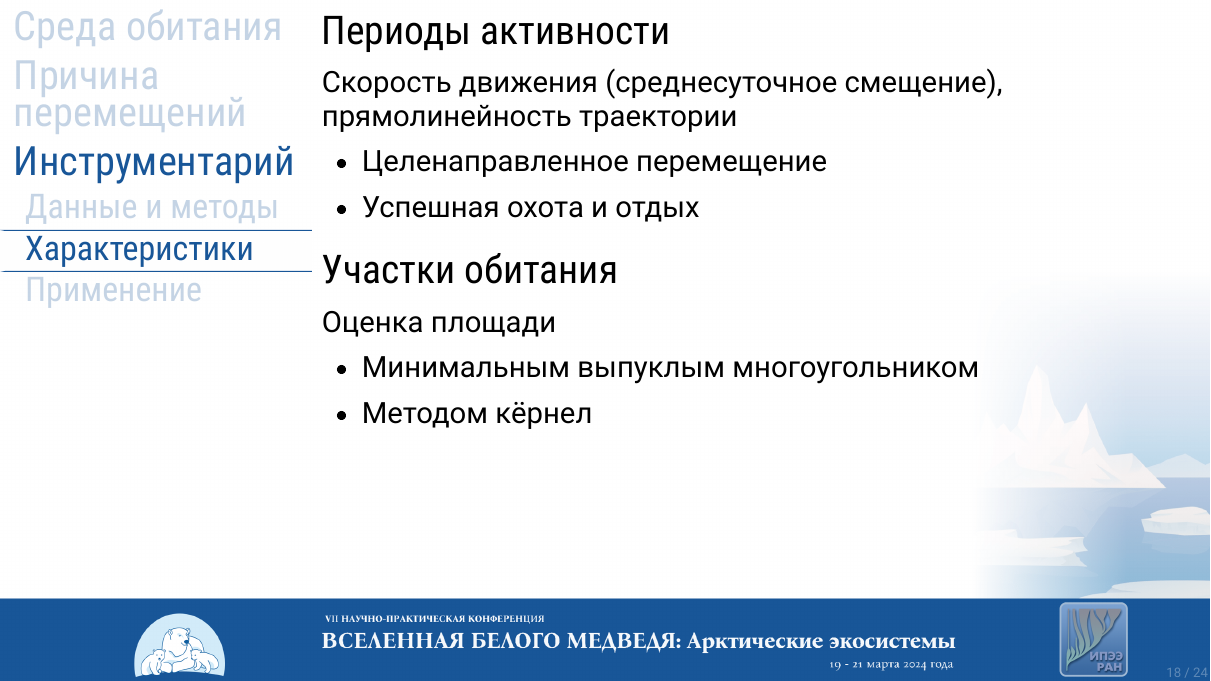 Среда обитания
Причина
перемещений
Инструментарий
Данные и методы
Характеристики
Применение
Периоды активности
Скорость движения (среднесуточное смещение),
прямолинейность траектории
• Целенаправленное перемещение
• Успешная охота и отдых
Участки обитания
Оценка площади
• Минимальным выпуклым многоугольником
• Методом кёрнел
VII НАУЧНО-ПРАКТИЧЕСКАЯ КОНФЕРЕНЦИЯ
ВСЕЛЕННАЯ БЕЛОГО МЕДВЕДЯ: Арктические экосистемы
19 - 21 марта 2024 года
ИПЭЭ
РАН
18 / 24